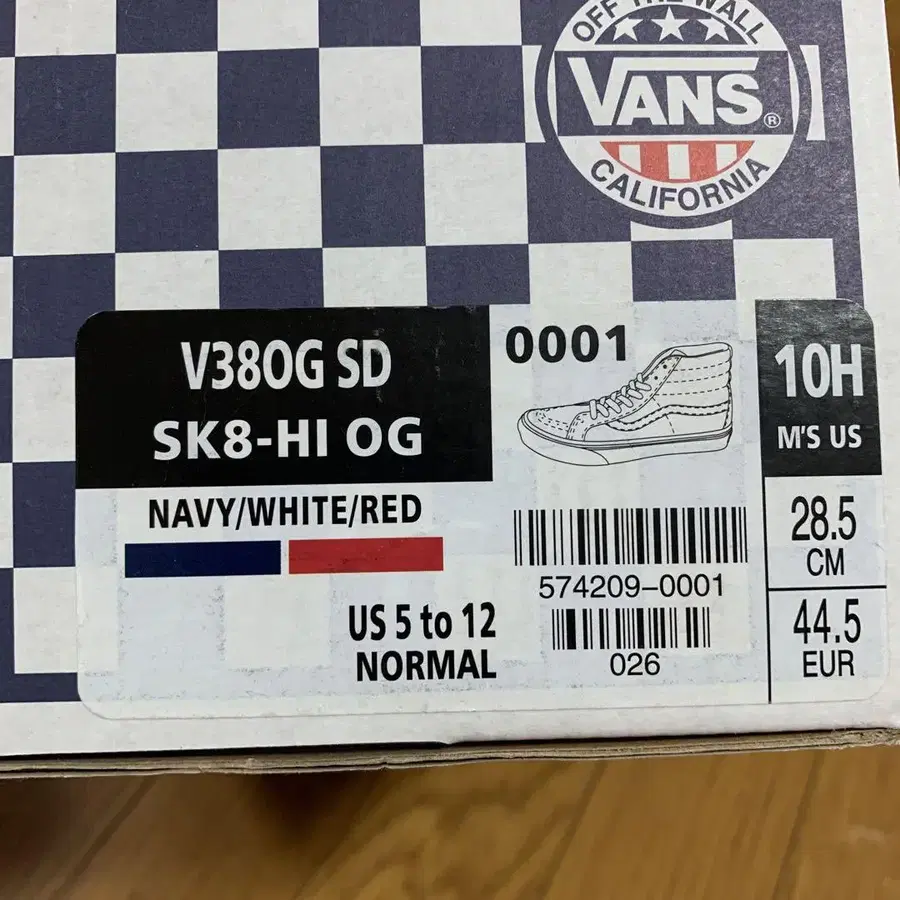 OFF THE WALL
VANS®
CALIFORNIA
V38OG SD
SK8-HI OG
0001
10H
M'S US
NAVY/WHITE/RED
28.5
CM
574209-0001
US 5 to 12
NORMAL
026
44.5
EUR